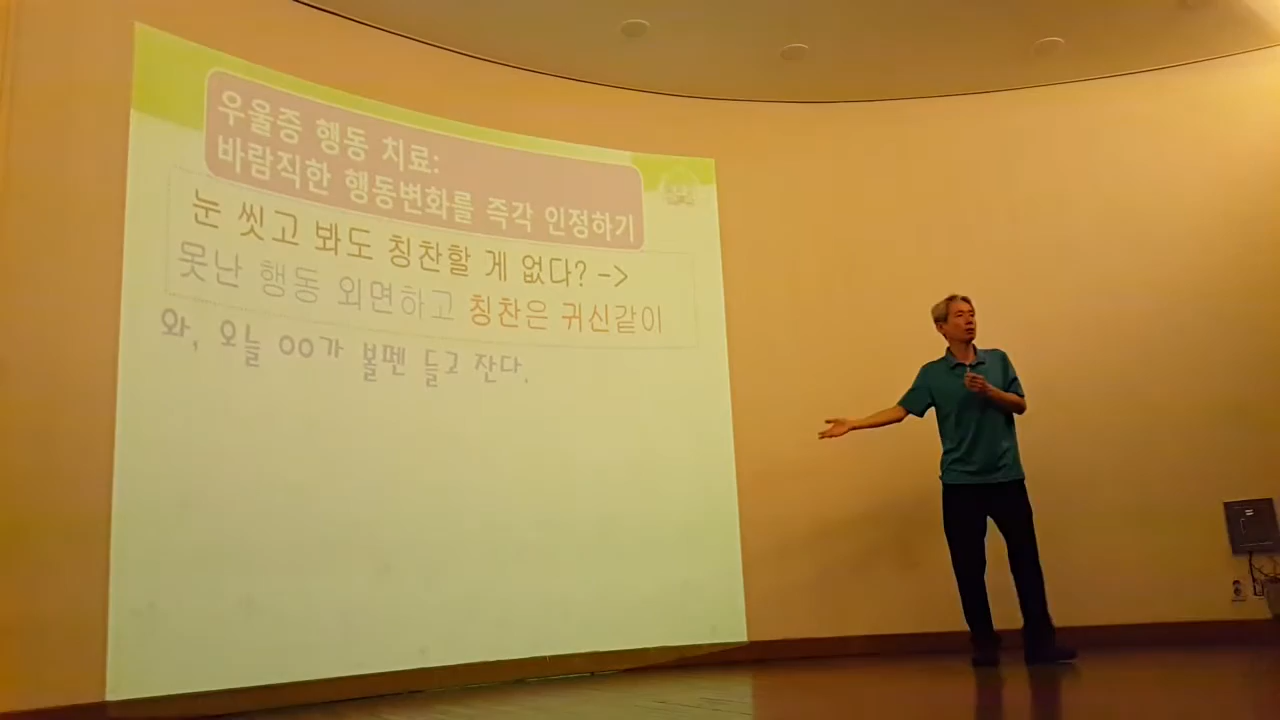 우울증 행동 치료:
바람직한 행동변화를 즉각 인정하기
눈 씻고 봐도 칭찬할 게 없다? ->
못난 행동 외면하고 칭찬은 귀신같이
와, 오늘 oo가 볼펜 들고 잔다.